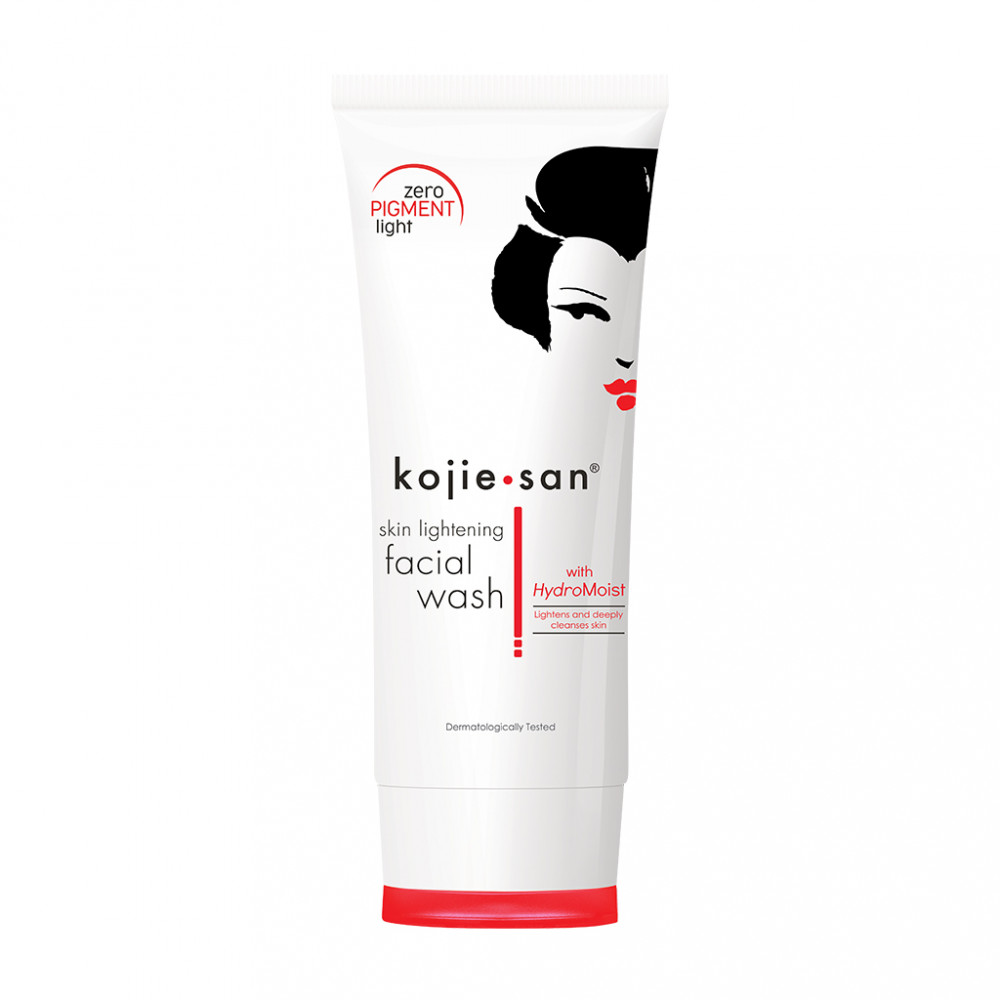 zero
PIGMENT
light
kojie•san®
skin lightening
facial
wash
with
HydroMoist
Lightens and deeply
cleanses skin
Dermatologically Tested